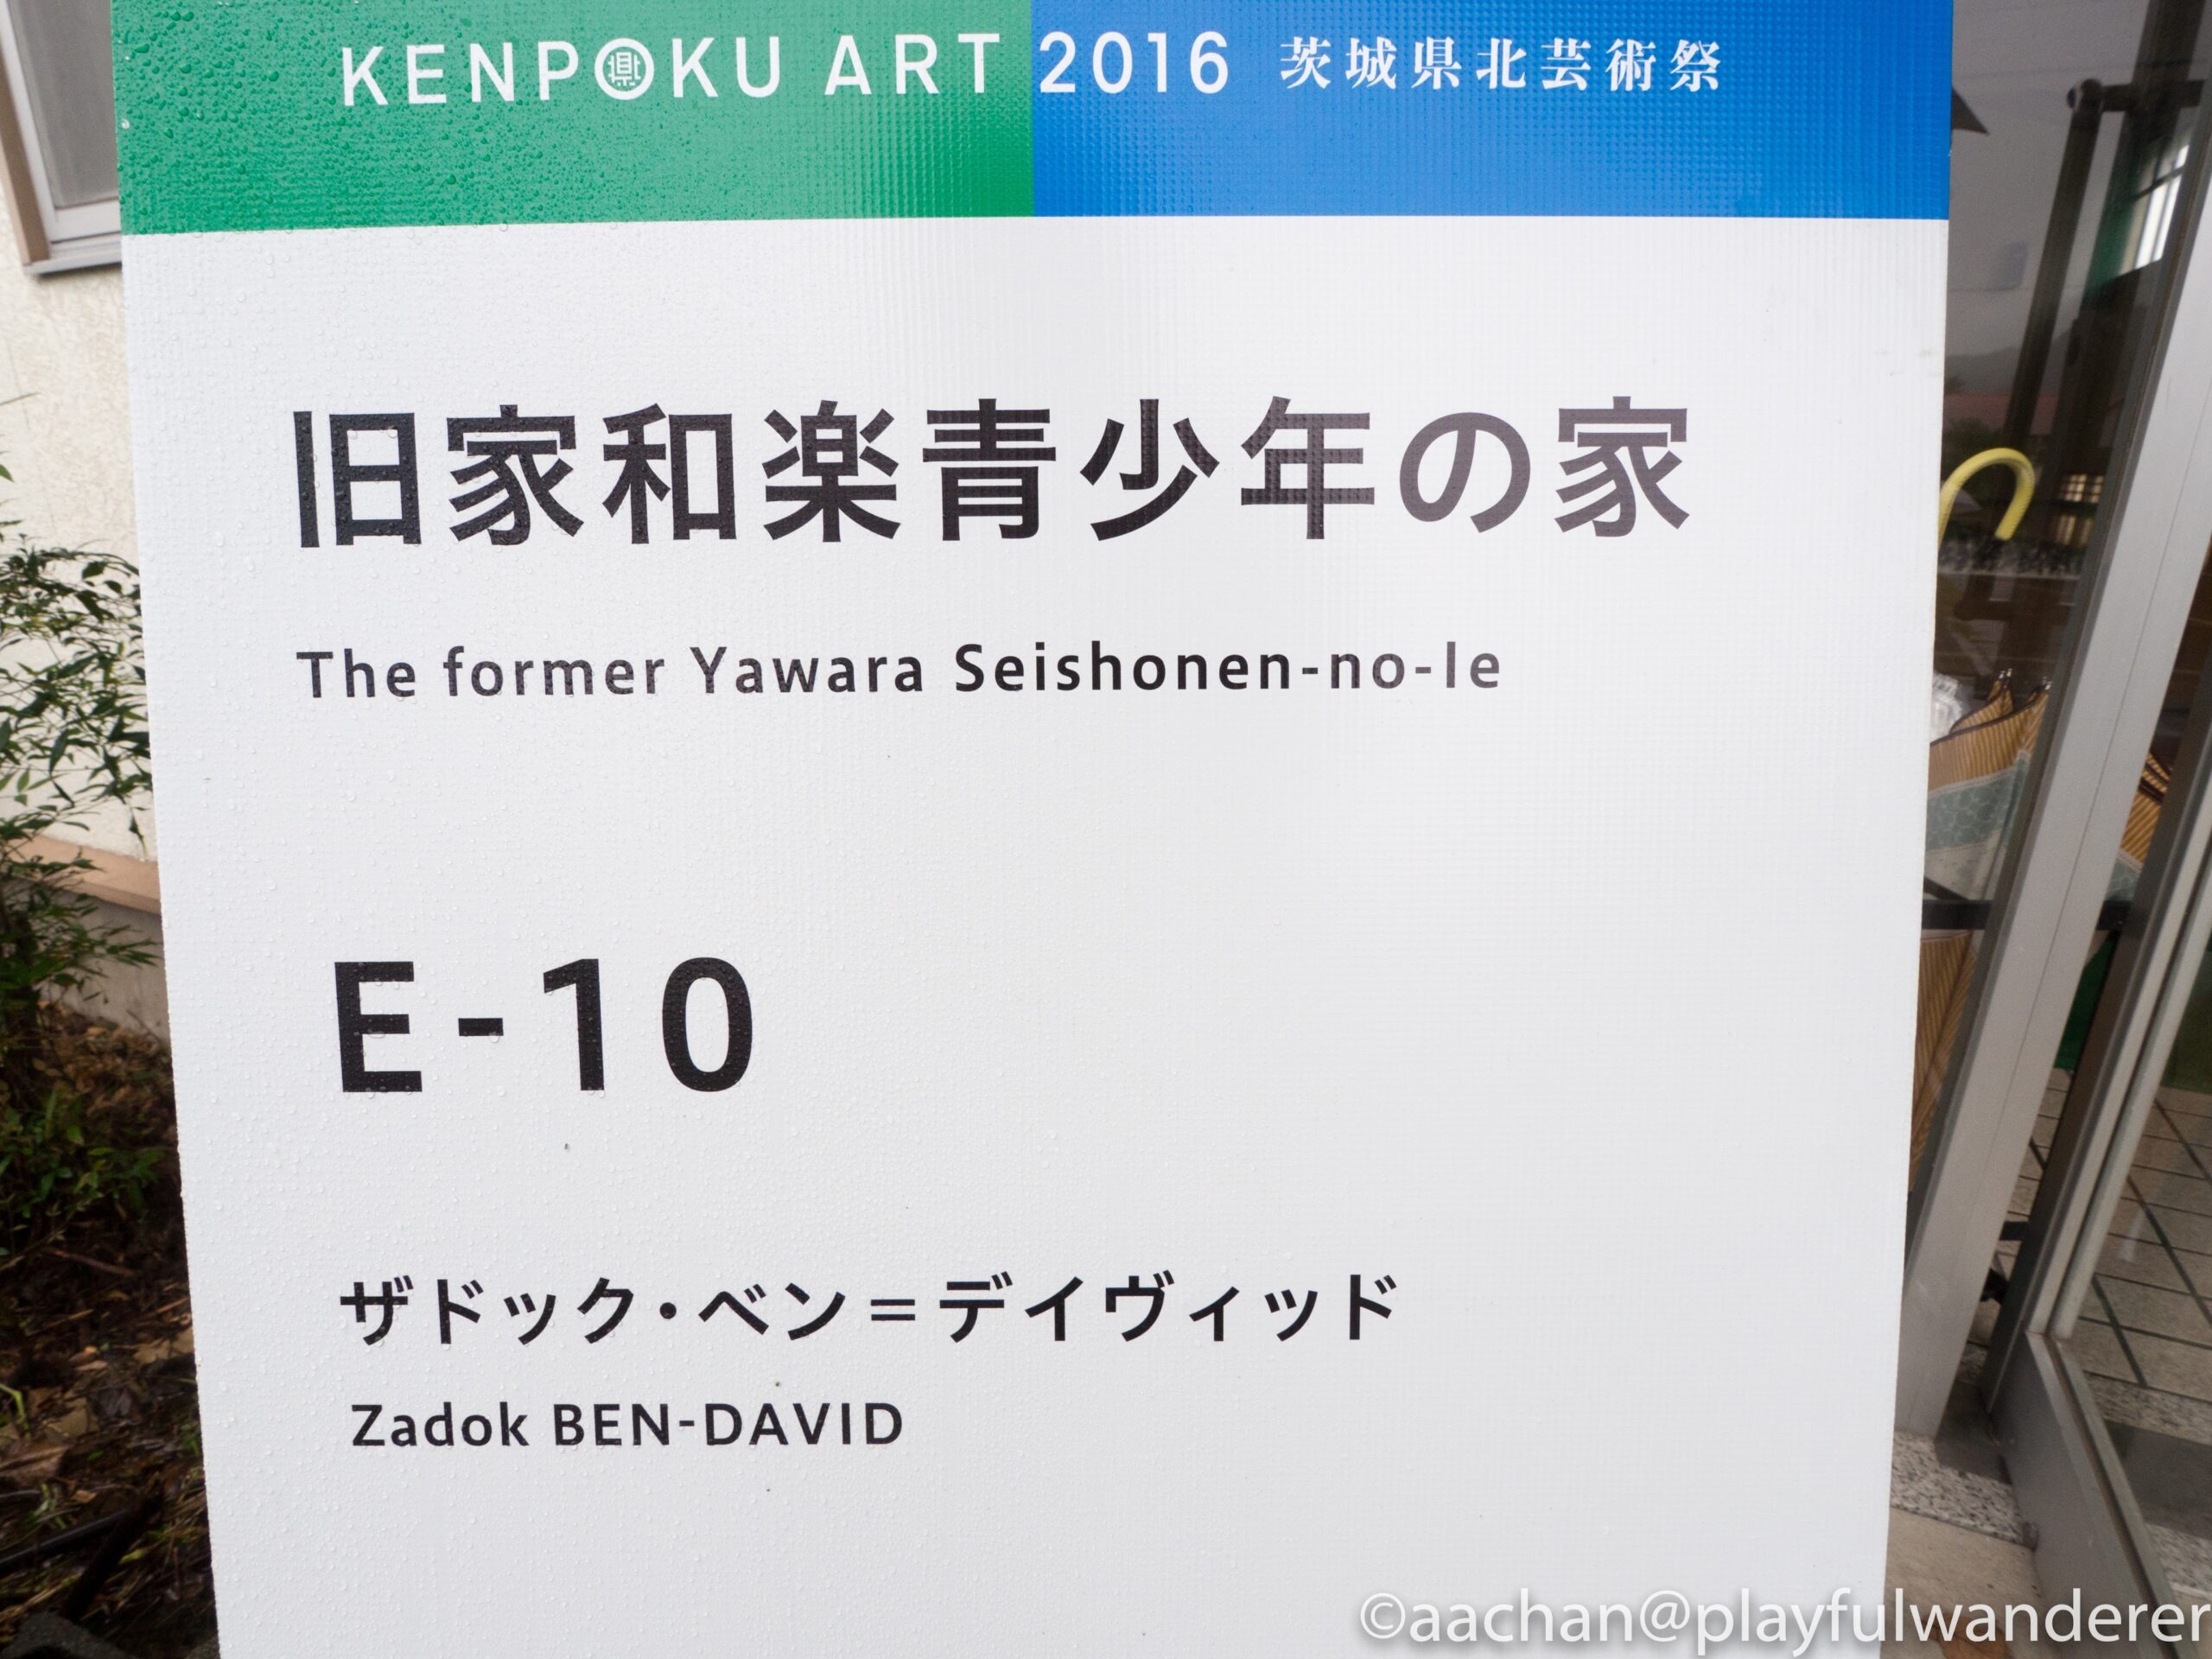 KENPOKU ART 2016 茨城県北芸術祭
旧家和楽青少年の家
The former Yawara Seishonen-no-Ie
E-10
ザドック・ベン＝デイヴィッド
Zadok BEN-DAVID
©aachan@playfulwanderer